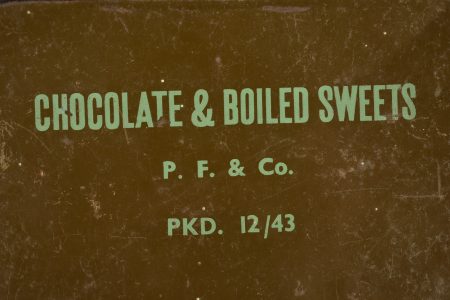 CHOCOLATE & BOILED SWEETS
P. F. & Co.
PKD. 12/43